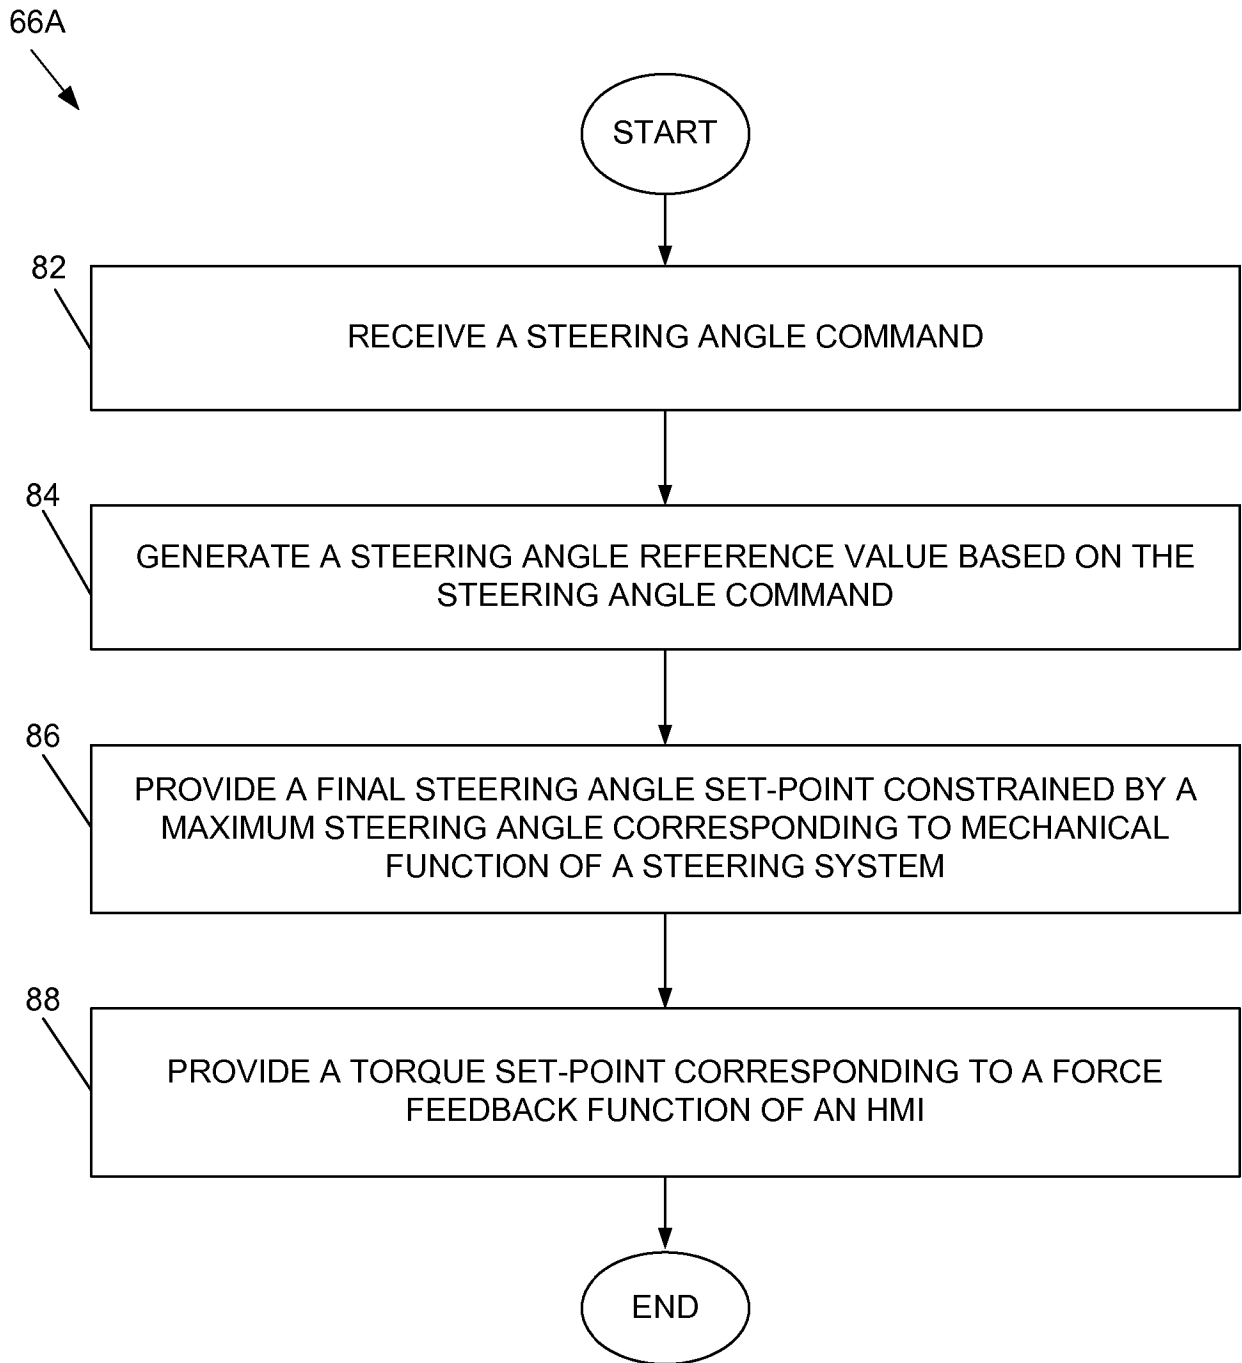 66A
START
82
RECEIVE A STEERING ANGLE COMMAND
84
GENERATE A STEERING ANGLE REFERENCE VALUE BASED ON THE
STEERING ANGLE COMMAND
86
PROVIDE A FINAL STEERING ANGLE SET-POINT CONSTRAINED BY A
MAXIMUM STEERING ANGLE CORRESPONDING TO MECHANICAL
FUNCTION OF A STEERING SYSTEM
88
PROVIDE A TORQUE SET-POINT CORRESPONDING TO A FORCE
FEEDBACK FUNCTION OF AN HMI
END